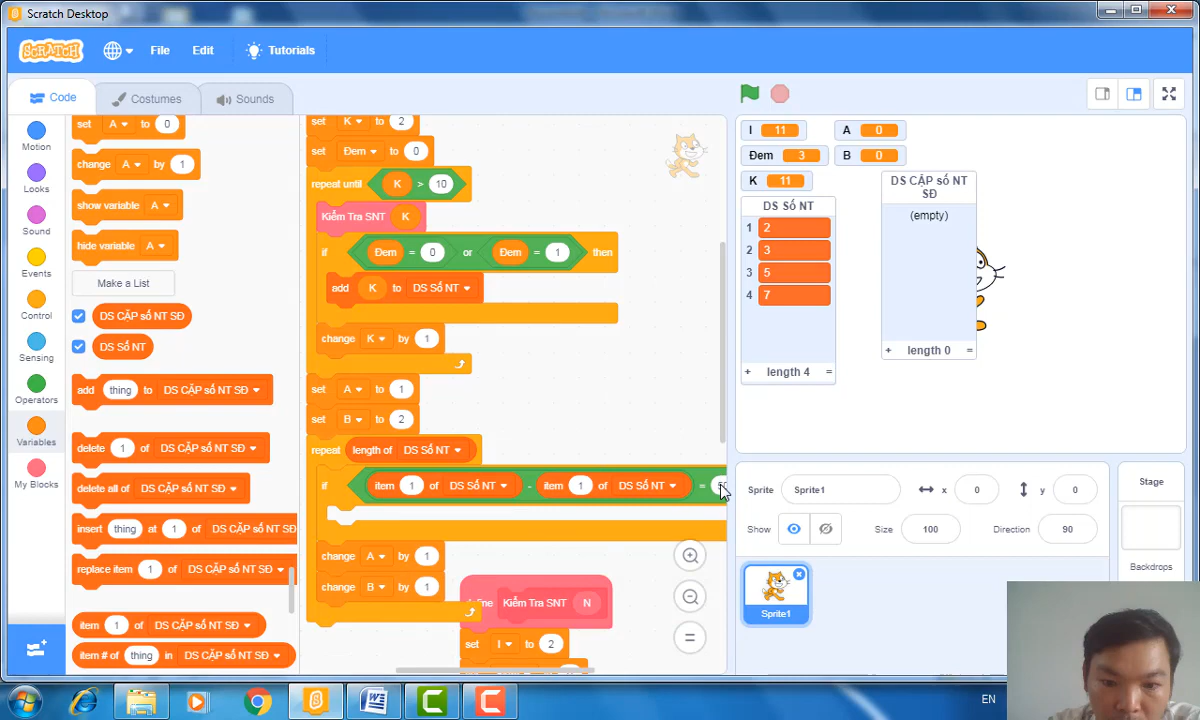 Scratch Desktop
SCRATCH File Edit Tutorials
Code Costumes Sounds
Motion
Looks
Sound
Events
Control
Sensing
Operators
Variables
My Blocks
set A to 0
change A by 1
show variable A
hide variable A
Make a List
DS CẶP số NT SĐ
DS Số NT
add thing to DS CẶP số NT SĐ
delete 1 of DS CẶP số NT SĐ
delete all of DS CẶP số NT SĐ
insert thing at 1 of DS CẶP số NT
replace item 1 of DS CẶP số NT SĐ
item 1 of DS CẶP số NT SĐ
item # of thing in DS CẶP số NT SĐ
set K to 2
set Đem to 0
repeat until K > 10
Kiểm Tra SNT K
if Đem = 0 or Đem = 1 then
add K to DS Số NT
change K by 1
set A to 1
set B to 2
repeat length of DS Số NT
if item 1 of DS Số NT - item 1 of DS Số NT =
change A by 1
change B by 1
Kiểm Tra SNT N
set I to 2
I 11 A 0
Đem 3 B 0
K 11
DS Số NT
1 2
2 3
3 5
4 7
+ length 4 =
DS CẶP số NT
SĐ
(empty)
+ length 0 =
Sprite Sprite1 x 0 y 0
Show Size 100 Direction 90
Sprite1
Stage
Backdrops
EN